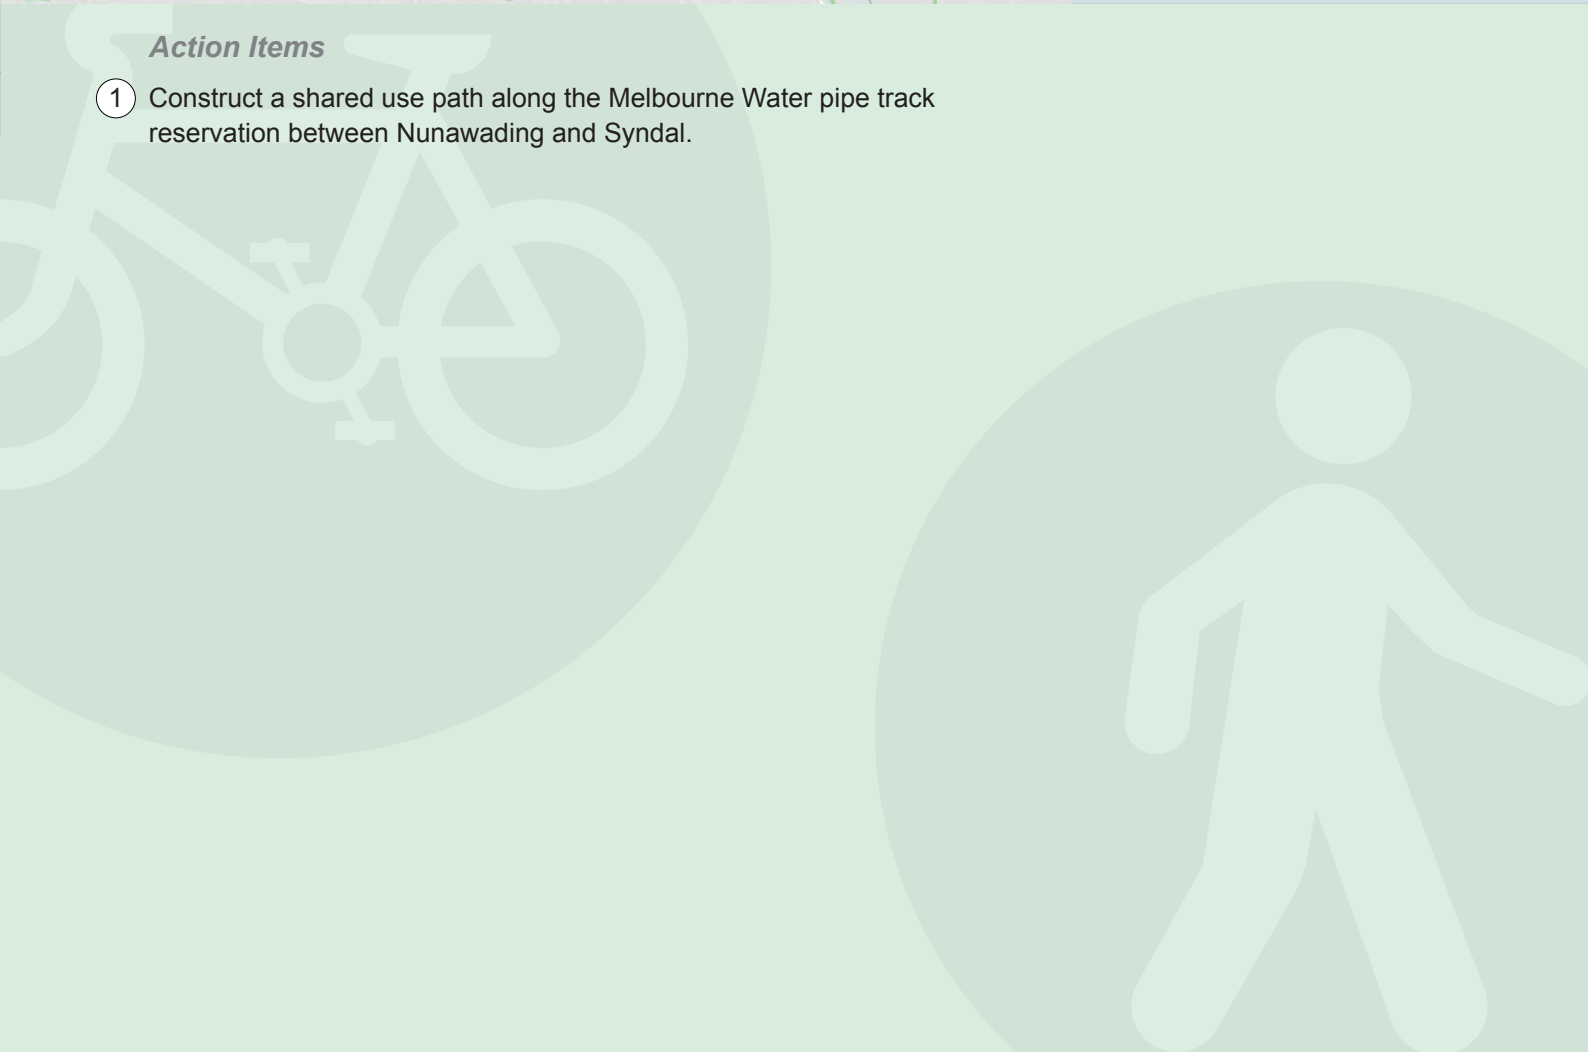 Action Items
1 Construct a shared use path along the Melbourne Water pipe track
reservation between Nunawading and Syndal.